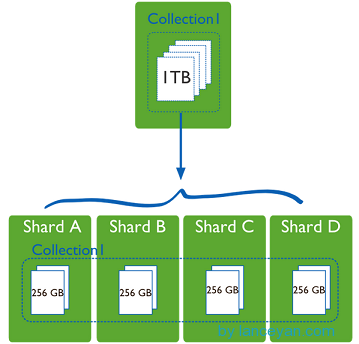 Collection1
1TB
Shard A Shard B Shard C Shard D
Collection1
256 GB 256 GB 256 GB 256 GB
by lanceyan.com